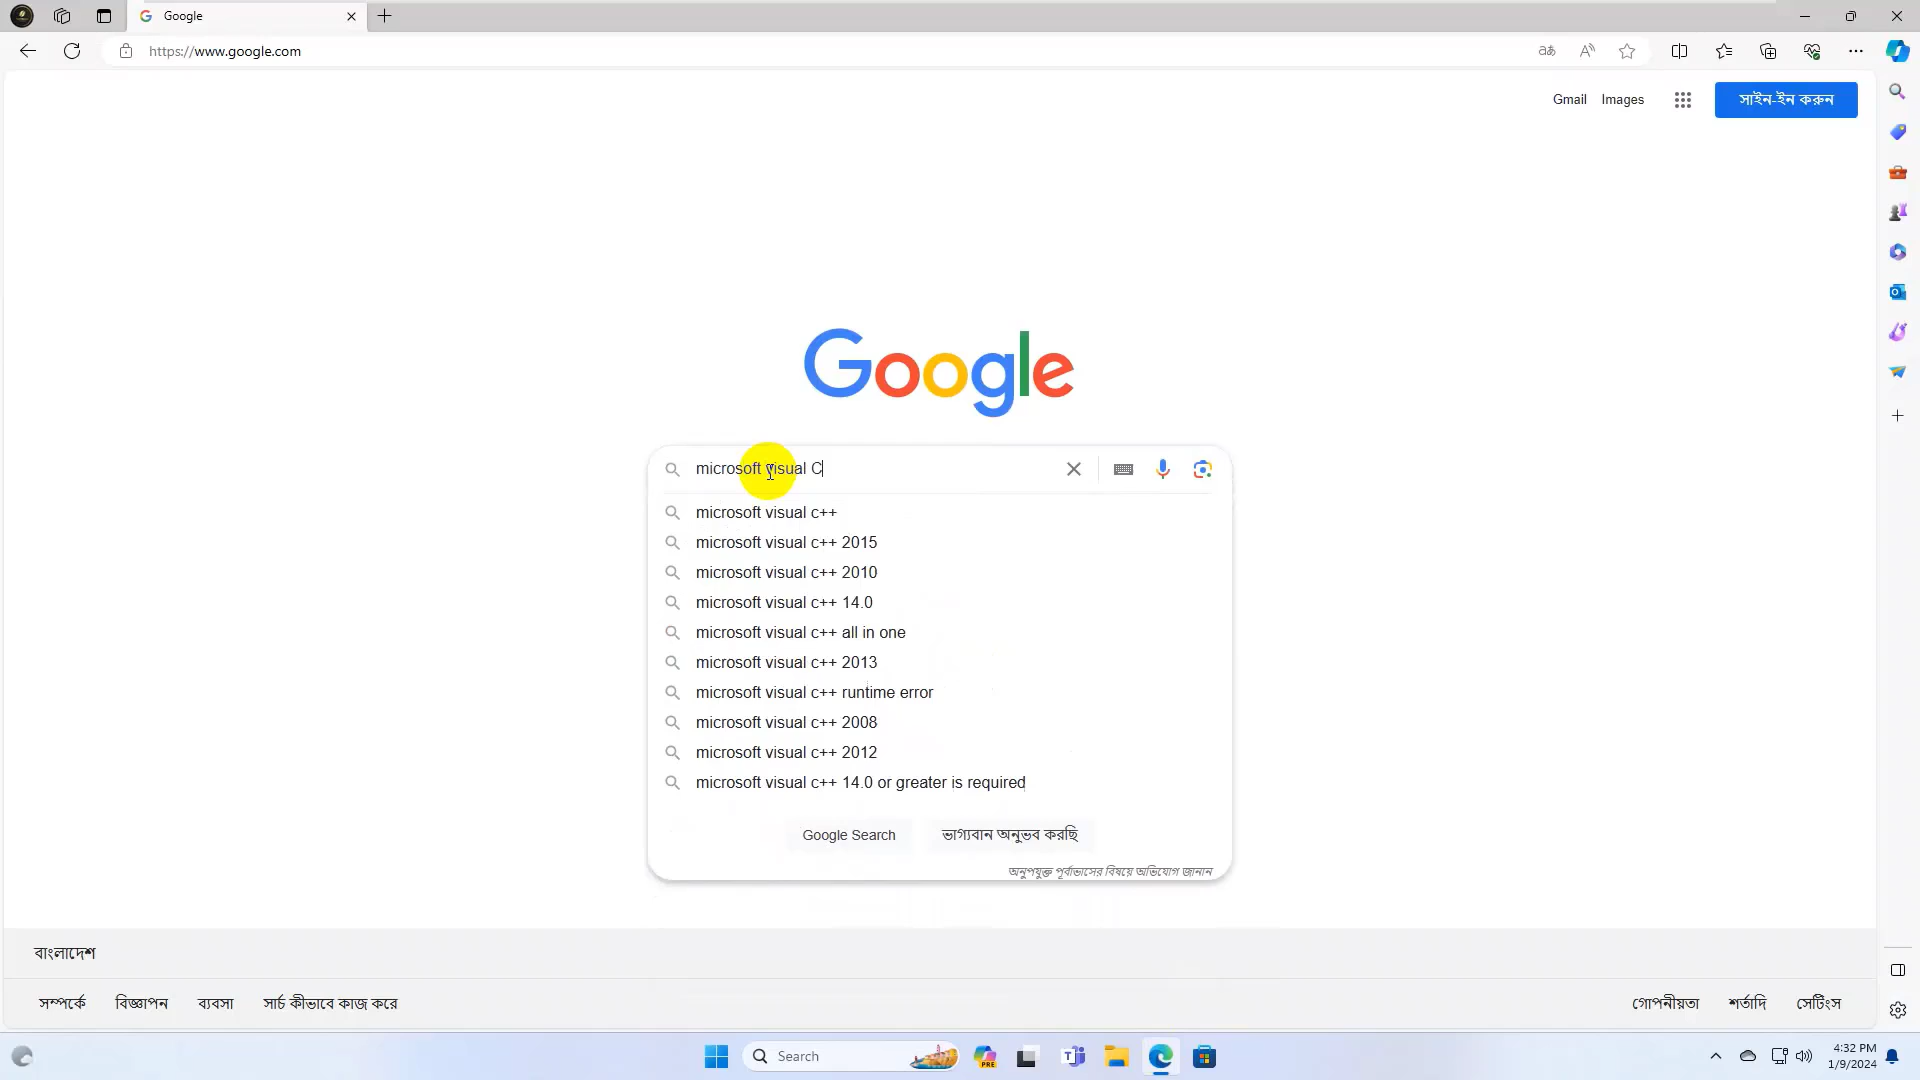 Google
https://www.google.com
Gmail Images সাইন-ইন করুন
Google
microsoft visual C
microsoft visual c++
microsoft visual c++ 2015
microsoft visual c++ 2010
microsoft visual c++ 14.0
microsoft visual c++ all in one
microsoft visual c++ 2013
microsoft visual c++ runtime error
microsoft visual c++ 2008
microsoft visual c++ 2012
microsoft visual c++ 14.0 or greater is required
Google Search ভাগ্যবান অনুভব করছি
অনুপযুক্ত পূর্বাভাসের বিষয়ে অভিযোগ জানান
বাংলাদেশ
সম্পর্কে বিজ্ঞাপন ব্যবসা সার্চ কীভাবে কাজ করে গোপনীয়তা শর্তাদি সেটিংস
Search PRE 4:32 PM
1/9/2024